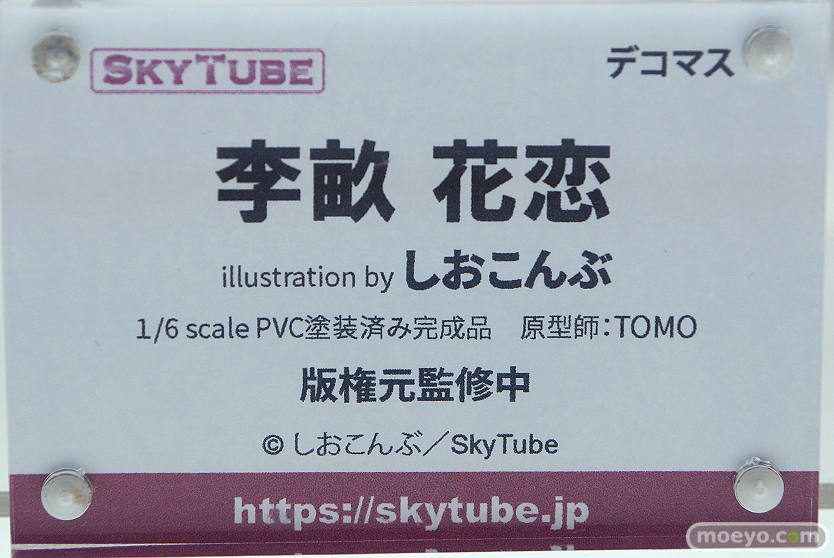 SKYTUBE
デコマス
李畝 花恋
illustration by しおこんぶ
1/6 scale PVC塗装済み完成品　原型師：TOMO
版権元監修中
© しおこんぶ／SkyTube
https://skytube.jp
moeyo.com